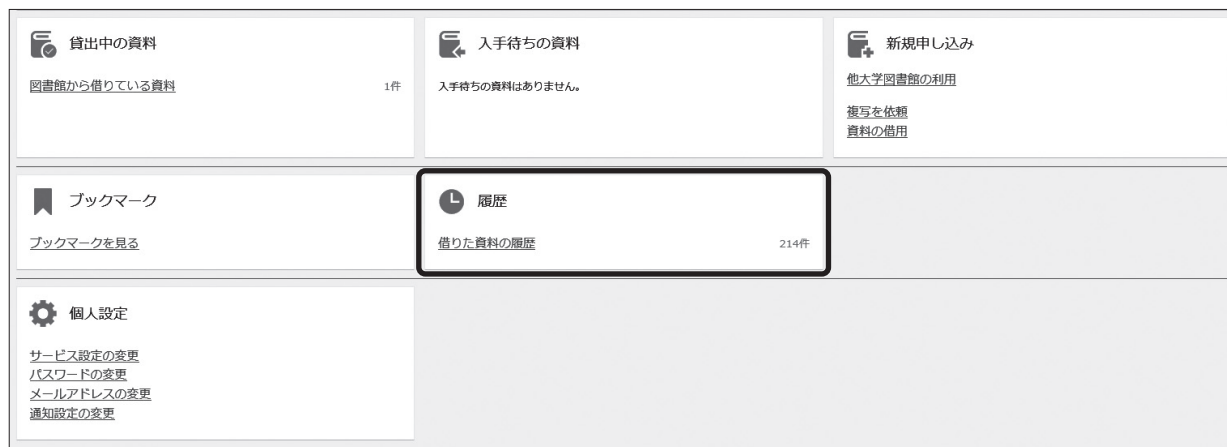 貸出中の資料
図書館から借りている資料 1件
入手待ちの資料
入手待ちの資料はありません。
新規申し込み
他大学図書館の利用
複写を依頼
資料の借用
ブックマーク
ブックマークを見る
履歴
借りた資料の履歴 214件
個人設定
サービス設定の変更
パスワードの変更
メールアドレスの変更
通知設定の変更